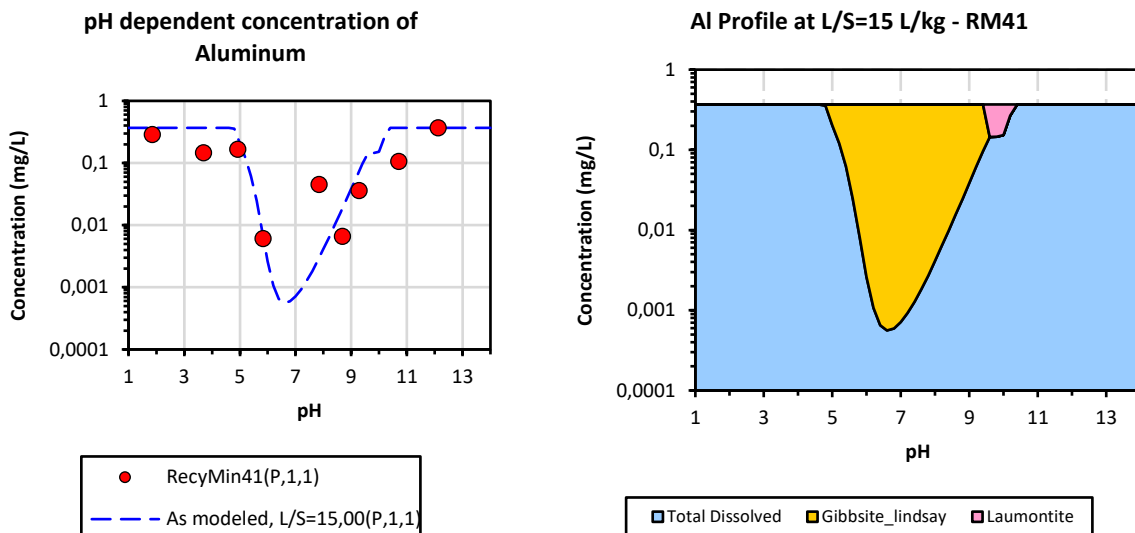 pH dependent concentration of
Aluminum
Concentration (mg/L)
1
0,1
0,01
0,001
0,0001
1 3 5 7 9 11 13
pH
RecyMin41(P,1,1)
As modeled, L/S=15,00(P,1,1)
Al Profile at L/S=15 L/kg - RM41
Concentration (mg/L)
1
0,1
0,01
0,001
0,0001
1 3 5 7 9 11 13
pH
Total Dissolved Gibbsite_lindsay Laumontite